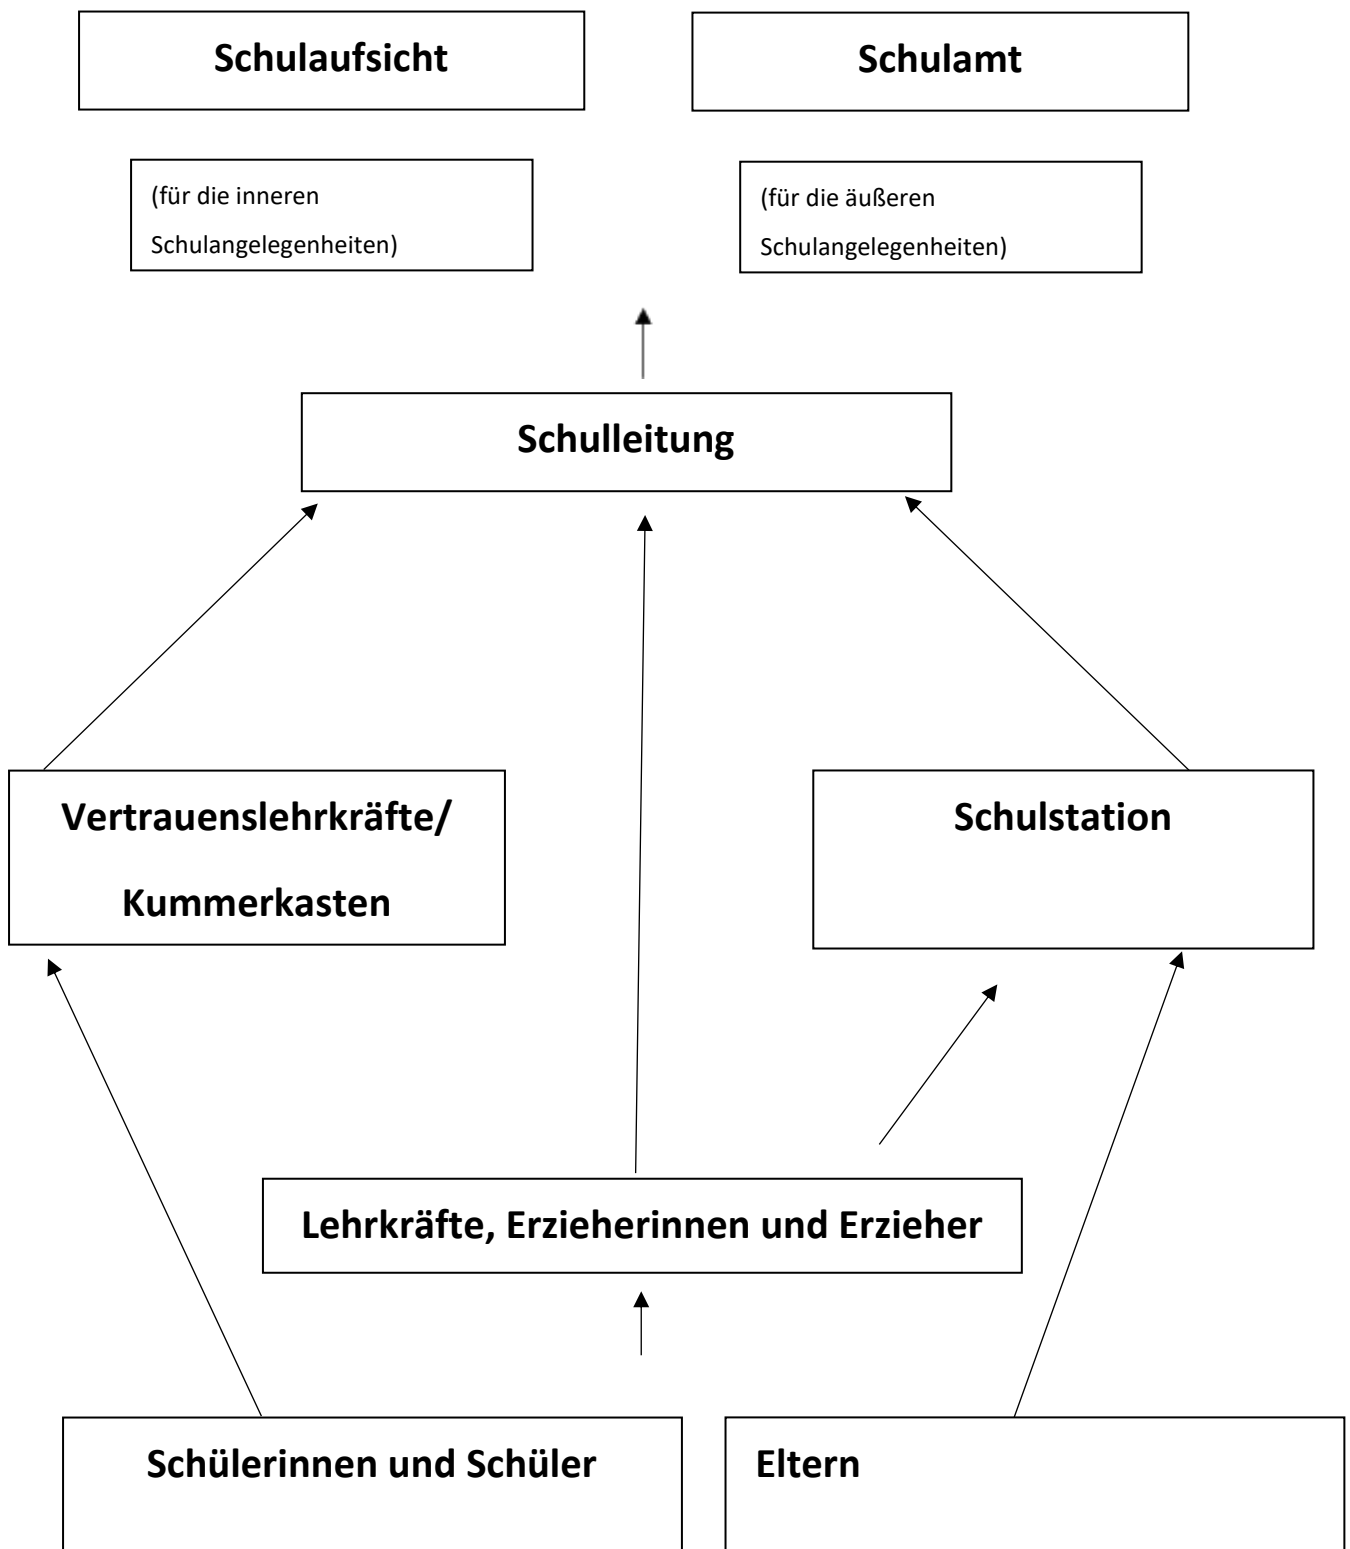 Schulaufsicht
Schulamt
(für die inneren
Schulangelegenheiten)
(für die äußeren
Schulangelegenheiten)
Schulleitung
Vertrauenslehrkräfte/
Kummerkasten
Schulstation
Lehrkräfte, Erzieherinnen und Erzieher
Schülerinnen und Schüler
Eltern